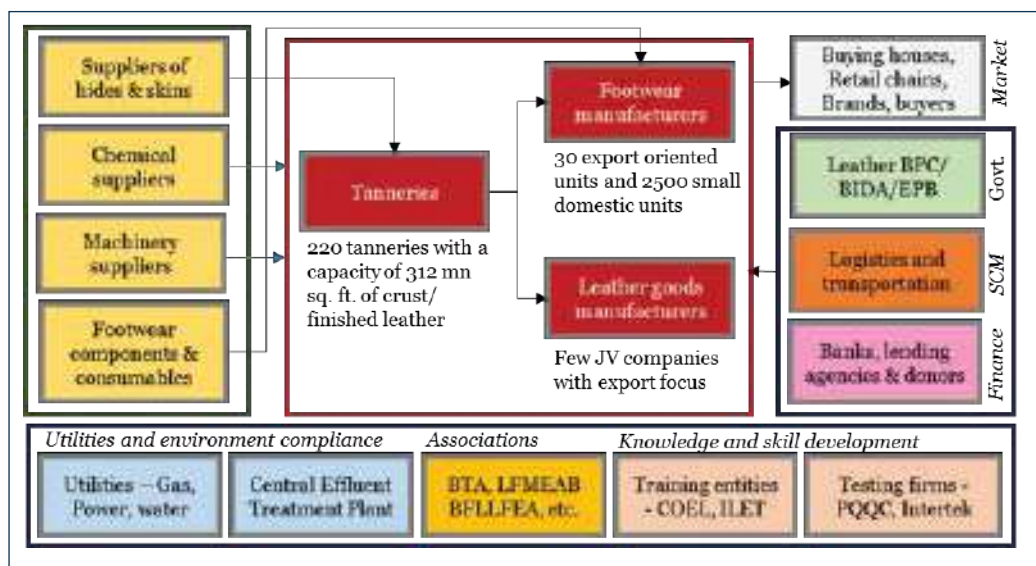 Suppliers of
hides & skins
Chemical
suppliers
Machinery
suppliers
Footwear
components &
consumables
Tanneries
220 tanneries with a
capacity of 312 mn
sq. ft. of crust/
finished leather
Footwear
manufacturers
30 export oriented
units and 2500 small
domestic units
Leather goods
manufacturers
Few JV companies
with export focus
Buying houses,
Retail chains,
Brands, buyers
Market
Leather BPC/
BIDA/EPB
Govt.
Logistics and
transportation
SCM
Banks, lending
agencies & donors
Finance
Utilities and environment compliance
Utilities – Gas,
Power, water
Central Effluent
Treatment Plant
Associations
BTA, LFMEAB
BFLLFEA, etc.
Knowledge and skill development
Training entities
- COEL, ILET
Testing firms -
PQQC, Intertek